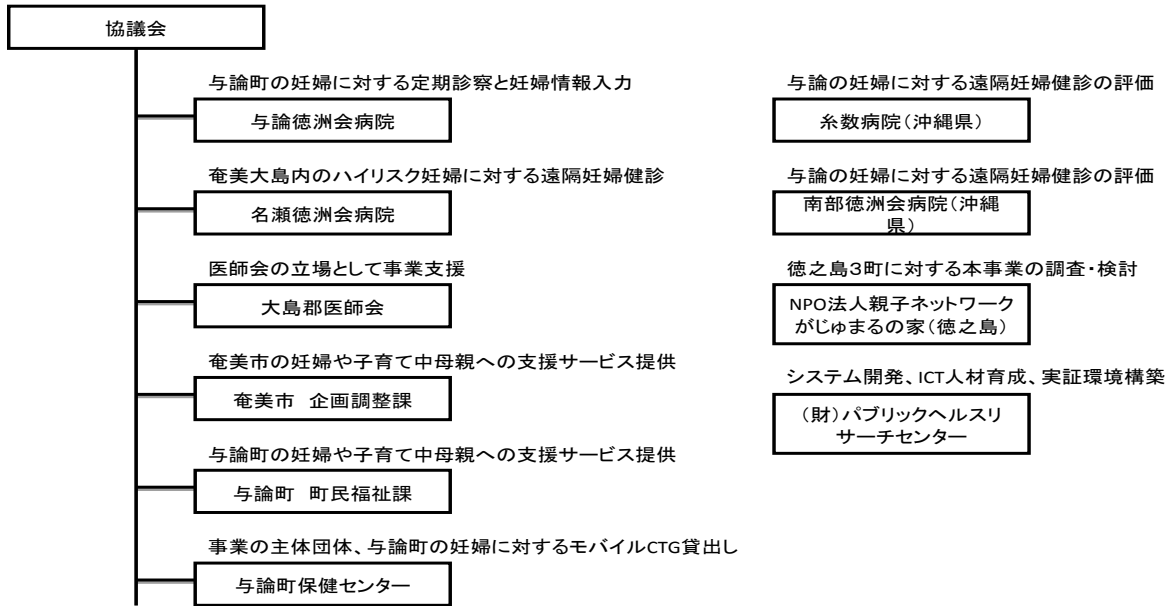 協議会
与論町の妊婦に対する定期診察と妊婦情報入力
与論徳洲会病院
奄美大島内のハイリスク妊婦に対する遠隔妊婦健診
名瀬徳洲会病院
医師会の立場として事業支援
大島郡医師会
奄美市の妊婦や子育て中母親への支援サービス提供
奄美市 企画調整課
与論町の妊婦や子育て中母親への支援サービス提供
与論町 町民福祉課
事業の主体団体、与論町の妊婦に対するモバイルCTG貸出し
与論町保健センター
与論の妊婦に対する遠隔妊婦健診の評価
糸数病院(沖縄県)
与論の妊婦に対する遠隔妊婦健診の評価
南部徳洲会病院(沖縄
県)
徳之島3町に対する本事業の調査・検討
NPO法人親子ネットワーク
がじゅまるの家(徳之島)
システム開発、ICT人材育成、実証環境構築
(財)パブリックヘルスリ
サーチセンター